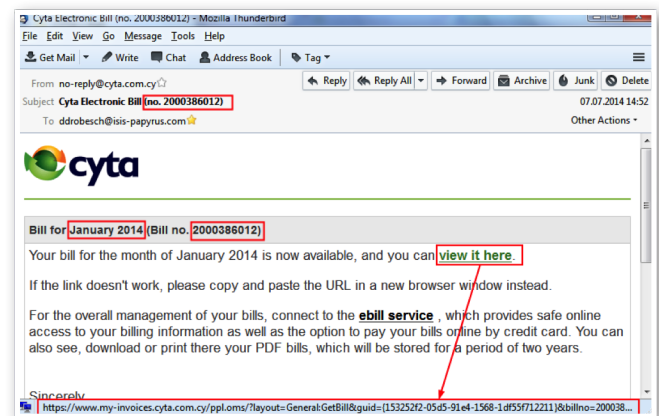 Cyta Electronic Bill (no. 2000386012) - Mozilla Thunderbird
File Edit View Go Message Tools Help
Get Mail Write Chat Address Book Tag
From no-reply@cyta.com.cy Reply Reply All Forward Archive Junk Delete
Subject Cyta Electronic Bill (no. 2000386012) 07.07.2014 14:52
To ddrobesch@isis-papyrus.com Other Actions
cyta
Bill for January 2014 (Bill no. 2000386012)
Your bill for the month of January 2014 is now available, and you can view it here.
If the link doesn't work, please copy and paste the URL in a new browser window instead.
For the overall management of your bills, connect to the ebill service , which provides safe online
access to your billing information as well as the option to pay your bills online by credit card. You can
also see, download or print there your PDF bills, which will be stored for a period of two years.
Sincerely
https://www.my-invoices.cyta.com.cy/ppl.oms/?layout=General:GetBill&guid={153252f2-05d5-91e4-1568-1df55f712211}&billno=200038...